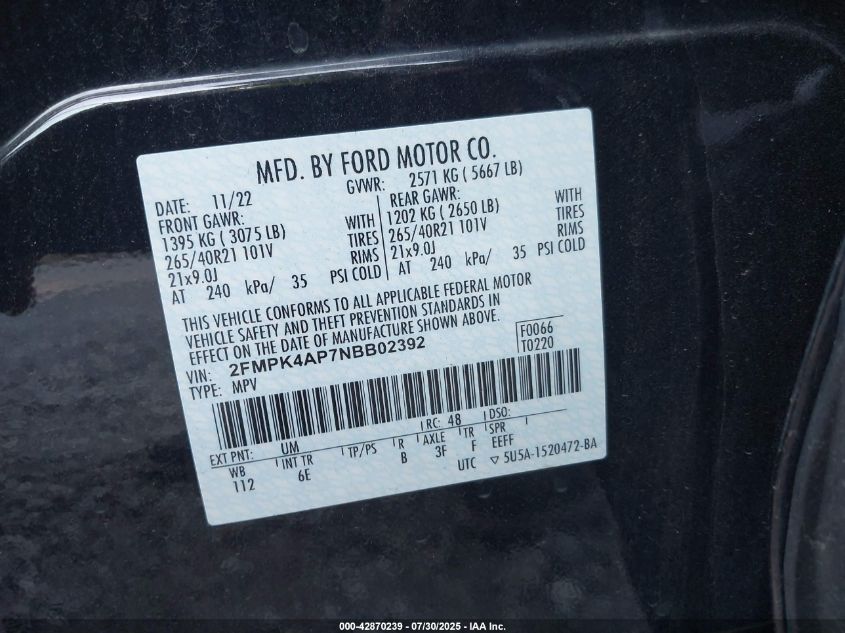 MFD. BY FORD MOTOR CO.
DATE: 11/22 GVWR: 2571 KG ( 5667 LB)
FRONT GAWR: REAR GAWR:
1395 KG ( 3075 LB) WITH 1202 KG ( 2650 LB) WITH
265/40R21 101V TIRES 265/40R21 101V TIRES
21x9.0J RIMS 21x9.0J RIMS
AT 240 kPa/ 35 PSI COLD AT 240 kPa/ 35 PSI COLD
THIS VEHICLE CONFORMS TO ALL APPLICABLE FEDERAL MOTOR
VEHICLE SAFETY AND THEFT PREVENTION STANDARDS IN
EFFECT ON THE DATE OF MANUFACTURE SHOWN ABOVE.
VIN: 2FMPK4AP7NBB02392 F0066
TYPE: MPV T0220
EXT PNT: UM RC: 48 DSO:
WB INT TR TP/PS R AXLE TR SPR
112 6E B 3F F EEFF
UTC ▽ 5U5A-1520472-BA
000-42870239 - 07/30/2025 - IAA Inc.